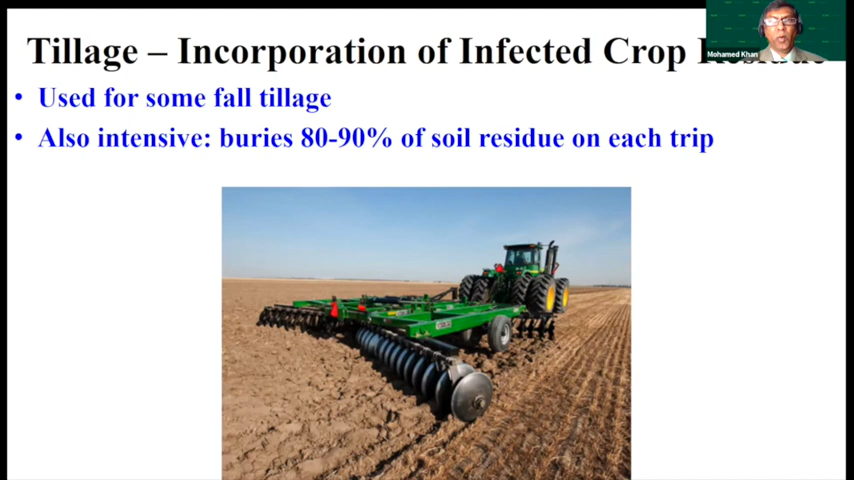 Tillage – Incorporation of Infected Crop
• Used for some fall tillage
• Also intensive: buries 80-90% of soil residue on each trip
Mohamed Khan